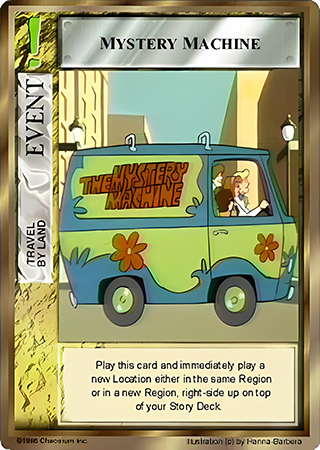 MYSTERY MACHINE
!
EVENT
TRAVEL
BY LAND
THE MYSTERY
MACHINE
Play this card and immediately play a
new Location either in the same Region
or in a new Region, right-side up on top
of your Story Deck.
©1996 Chaosium Inc.
Illustration (c) by Hanna-Barbera